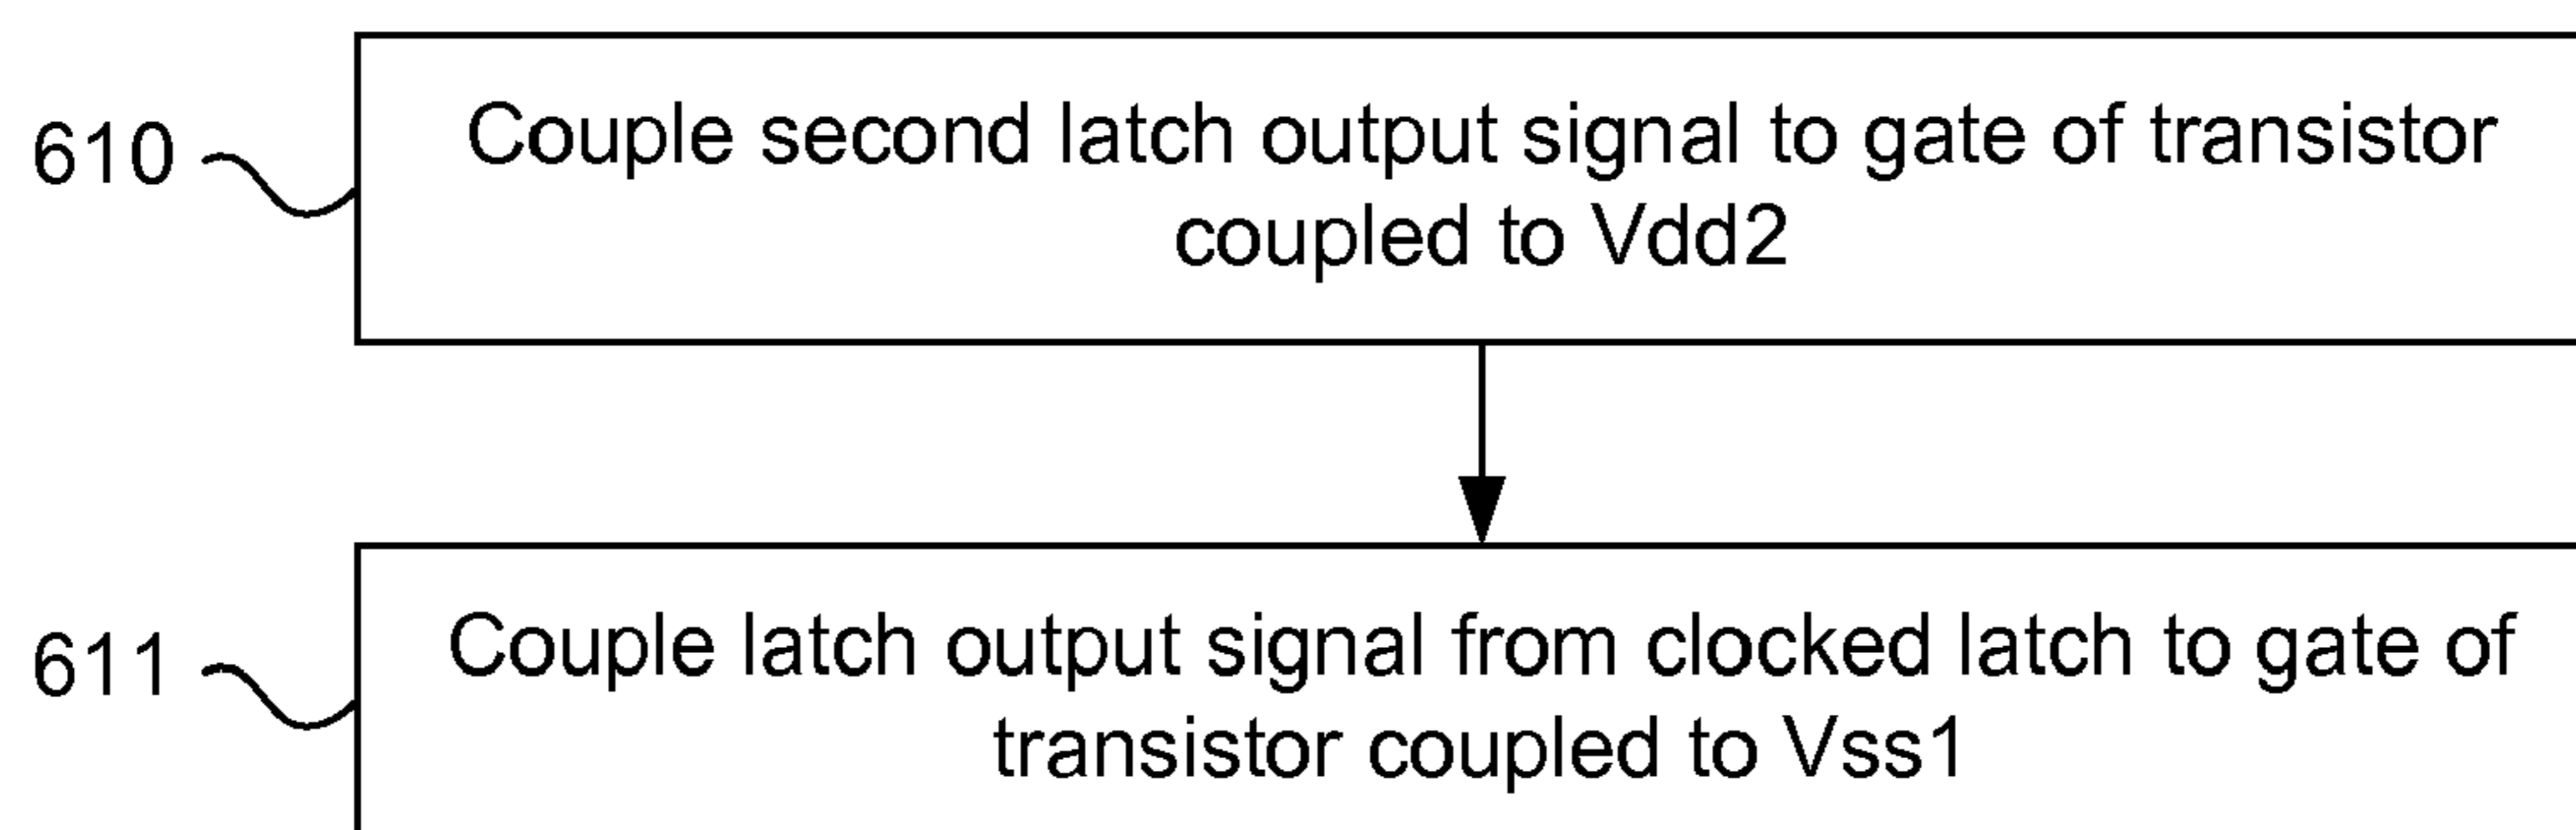 610
Couple second latch output signal to gate of transistor
coupled to Vdd2
611
Couple latch output signal from clocked latch to gate of
transistor coupled to Vss1